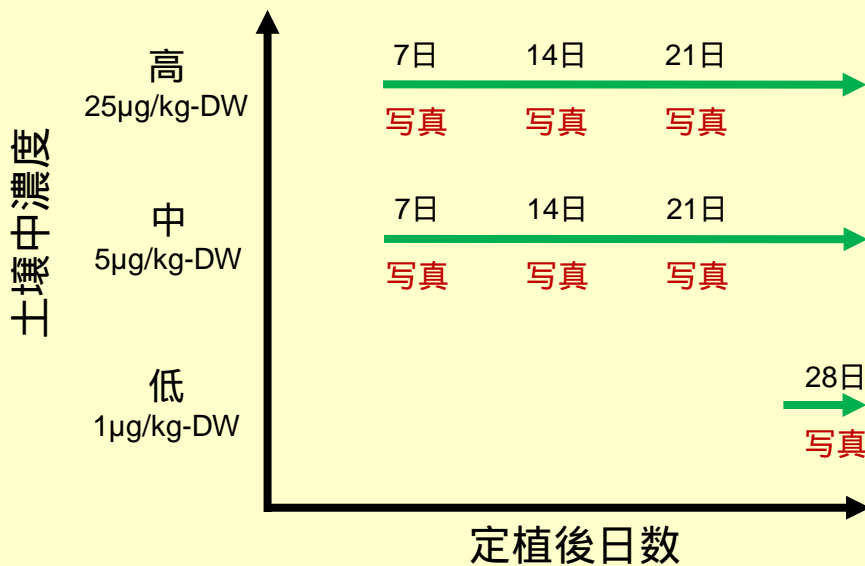 土壌中濃度
高
25µg/kg-DW
7日 14日 21日
写真 写真 写真
中
5µg/kg-DW
7日 14日 21日
写真 写真 写真
低
1µg/kg-DW
28日
写真
定植後日数